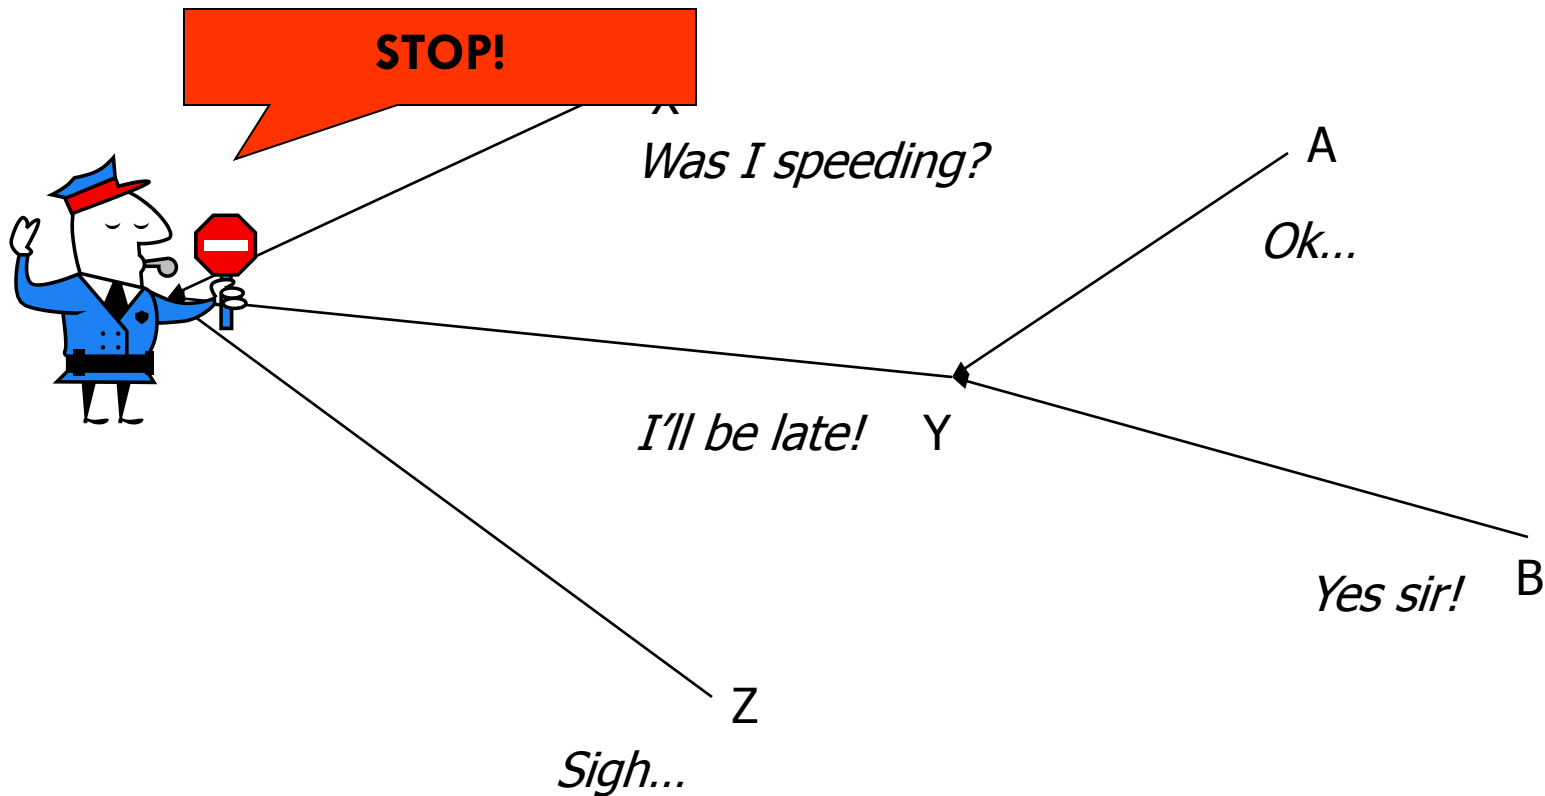 STOP!
Was I speeding?
A
Ok...
I'll be late! Y
Yes sir! B
Z
Sigh...